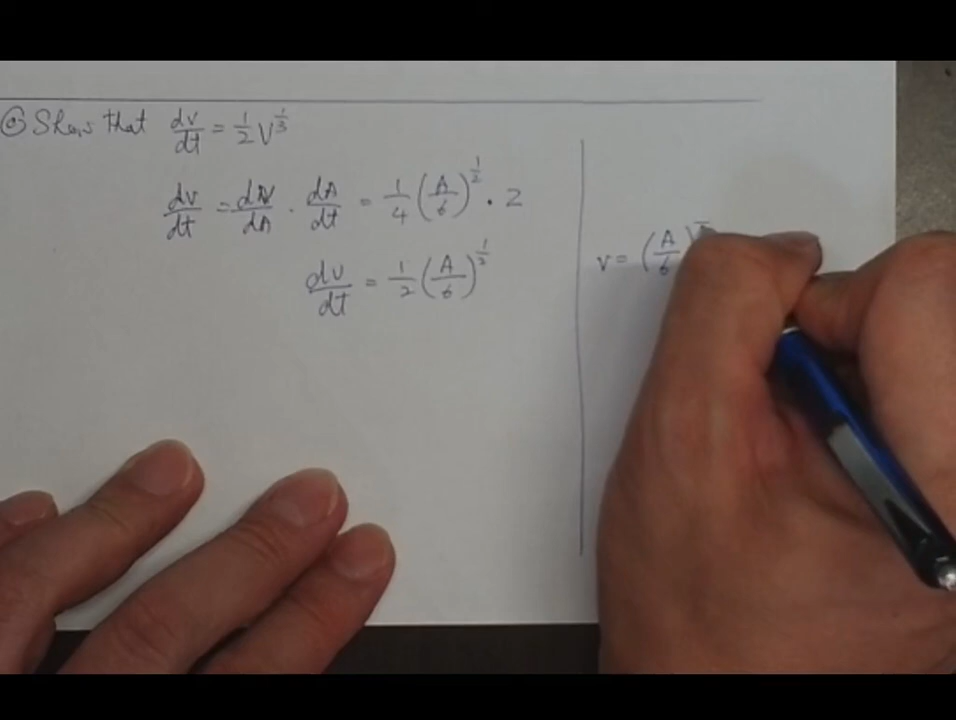 ⓒ Show that dv/dt = 1/2 V^(1/3)
dv/dt = dV/dA · dA/dt = 1/4 (A/6)^(1/2) · 2
dv/dt = 1/2 (A/6)^(1/2)
v = (A/6)